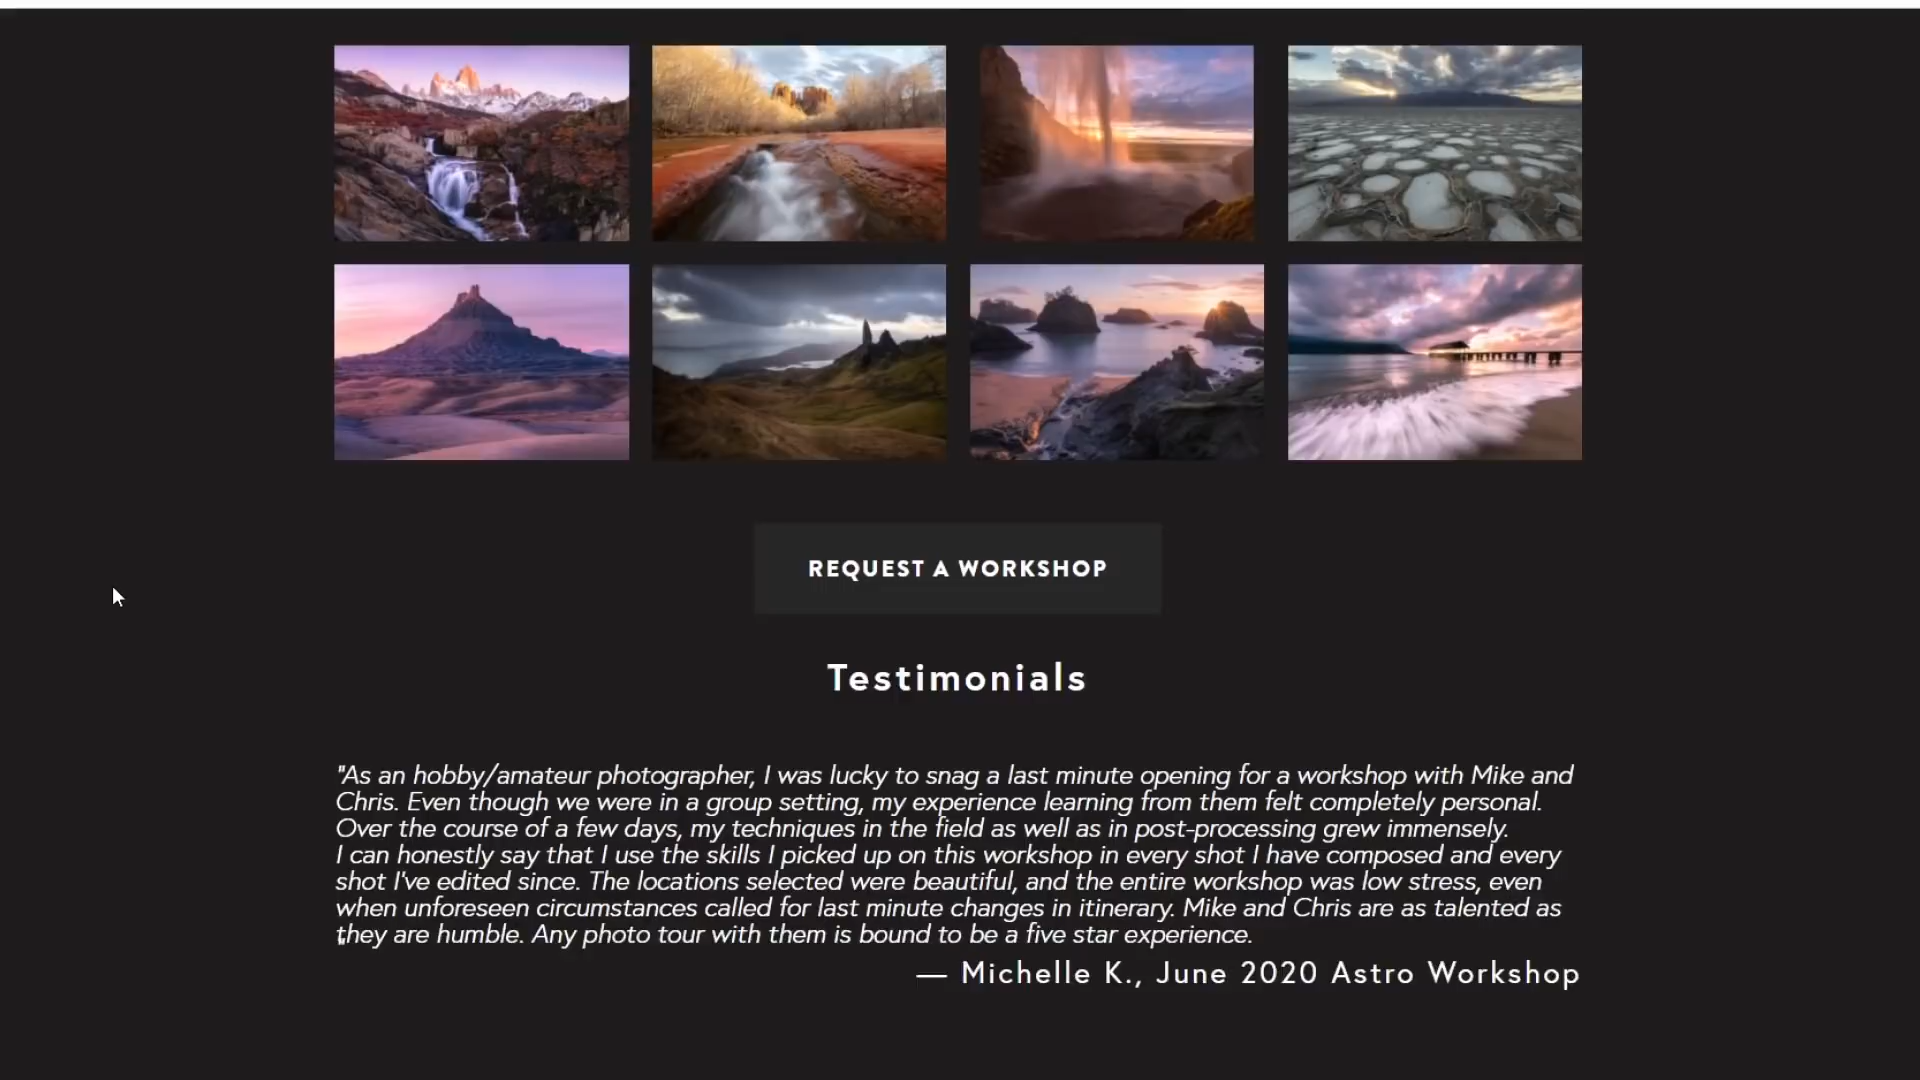 REQUEST A WORKSHOP
Testimonials
"As an hobby/amateur photographer, I was lucky to snag a last minute opening for a workshop with Mike and
Chris. Even though we were in a group setting, my experience learning from them felt completely personal.
Over the course of a few days, my techniques in the field as well as in post-processing grew immensely.
I can honestly say that I use the skills I picked up on this workshop in every shot I have composed and every
shot I've edited since. The locations selected were beautiful, and the entire workshop was low stress, even
when unforeseen circumstances called for last minute changes in itinerary. Mike and Chris are as talented as
they are humble. Any photo tour with them is bound to be a five star experience.
"
— Michelle K., June 2020 Astro Workshop